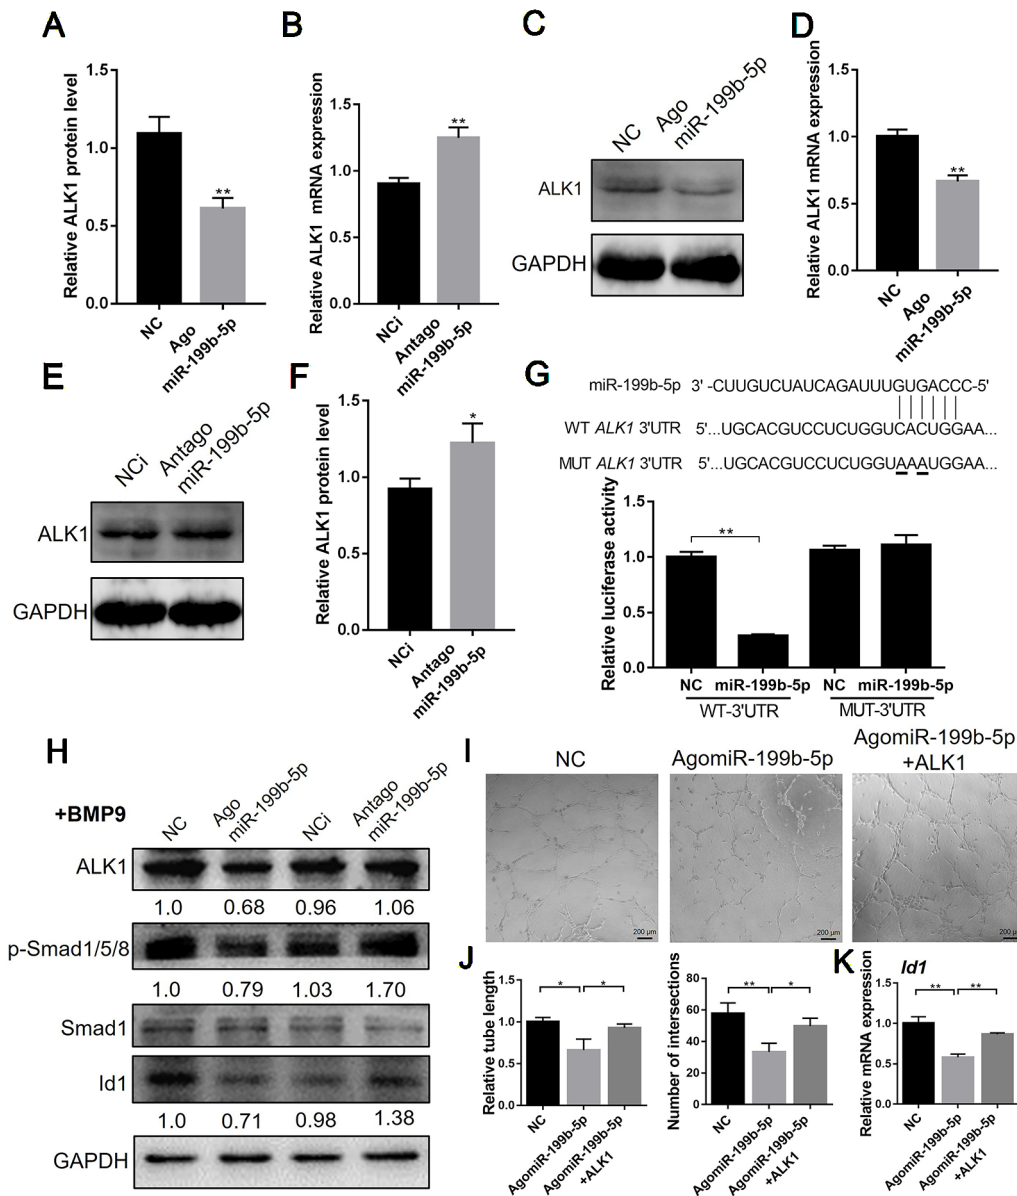 A
Relative ALK1 protein level
1.5
1.0
0.5
0.0
**
NC
Ago
miR-199b-5p
B
Relative ALK1 mRNA expression
1.5
1.0
0.5
0.0
**
NCi
Antago
miR-199b-5p
C
NC
Ago
miR-199b-5p
ALK1
GAPDH
D
Relative ALK1 mRNA expression
1.5
1.0
0.5
0.0
**
NC
Ago
miR-199b-5p
E
NCi
Antago
miR-199b-5p
ALK1
GAPDH
F
Relative ALK1 protein level
1.5
1.0
0.5
0.0
*
NCi
Antago
miR-199b-5p
G
miR-199b-5p 3' -CUUGUCUAUCAGAUUUGUGACCC-5'
WT ALK1 3'UTR 5'...UGCACGUCCUCUGGUCACUGGAA...
MUT ALK1 3'UTR 5'...UGCACGUCCUCUGGUAAAUGGAA...
Relative luciferase activity
1.5
1.0
0.5
0.0
**
NC miR-199b-5p NC miR-199b-5p
WT-3'UTR MUT-3'UTR
H
+BMP9
NC
Ago
miR-199b-5p
NCi
Antago
miR-199b-5p
ALK1
1.0 0.68 0.96 1.06
p-Smad1/5/8
1.0 0.79 1.03 1.70
Smad1
Id1
1.0 0.71 0.98 1.38
GAPDH
I
NC
AgomiR-199b-5p
AgomiR-199b-5p
+ALK1
200 µm
200 µm
200 µm
J
Relative tube length
1.5
1.0
0.5
0.0
* *
NC
AgomiR-199b-5p
AgomiR-199b-5p
+ALK1
Number of intersections
80
60
40
20
0
** *
NC
AgomiR-199b-5p
AgomiR-199b-5p
+ALK1
K
Id1
Relative mRNA expression
1.5
1.0
0.5
0.0
** **
NC
AgomiR-199b-5p
AgomiR-199b-5p
+ALK1